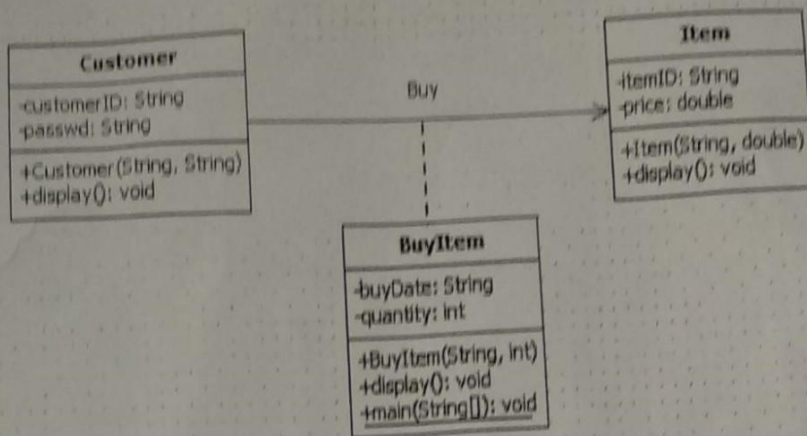 Customer
-customerID: String
-passwd: String
+Customer(String, String)
+display(): void
Buy
Item
-itemID: String
-price: double
+Item(String, double)
+display(): void
BuyItem
-buyDate: String
-quantity: int
+BuyItem(String, int)
+display(): void
+main(String[]): void